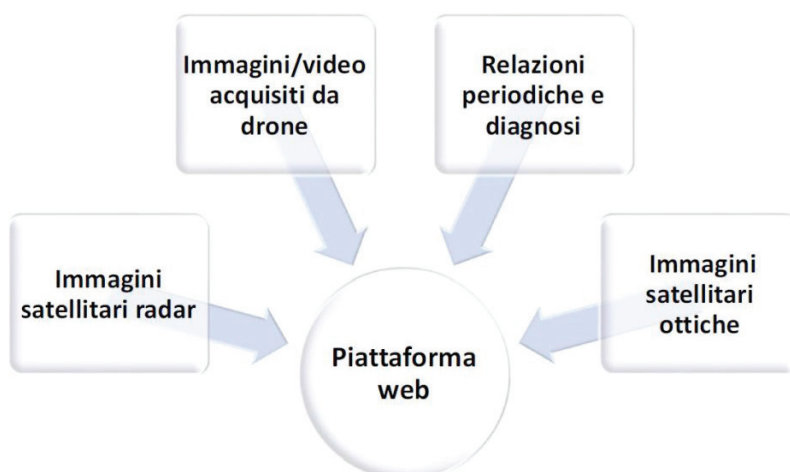 Immagini/video
acquisiti da
drone
Relazioni
periodiche e
diagnosi
Immagini
satellitari radar
Immagini
satellitari
ottiche
Piattaforma
web